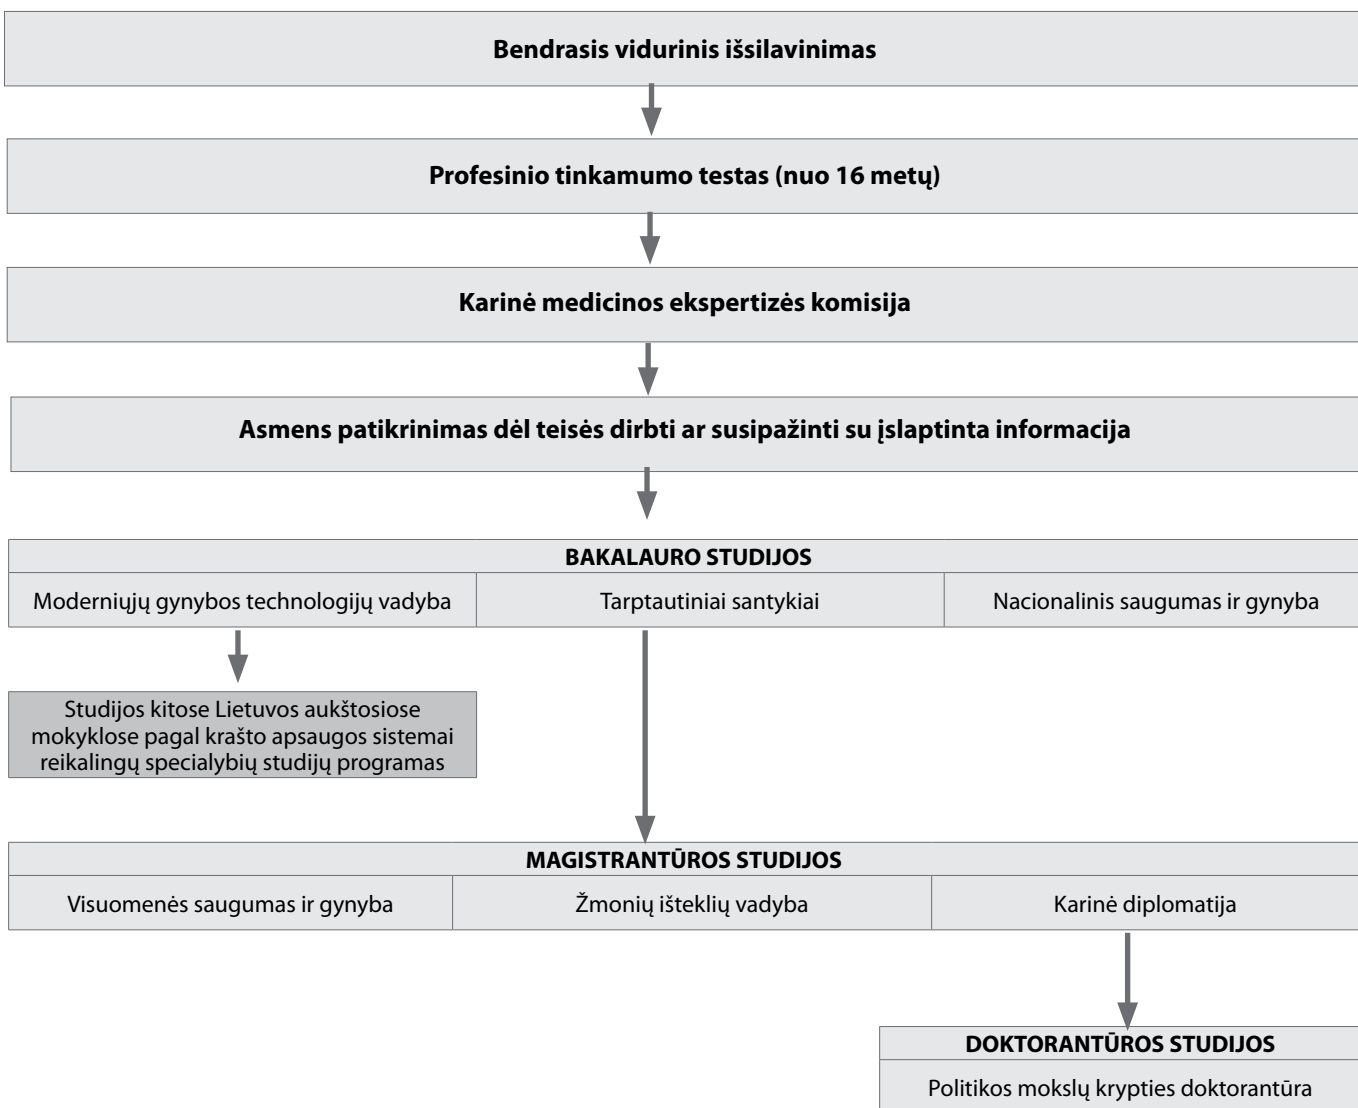 Bendrasis vidurinis išsilavinimas
Profesinio tinkamumo testas (nuo 16 metų)
Karinė medicinos ekspertizės komisija
Asmens patikrinimas dėl teisės dirbti ar susipažinti su įslaptinta informacija
BAKALAURO STUDIJOS
Moderniųjų gynybos technologijų vadyba
Tarptautiniai santykiai
Nacionalinis saugumas ir gynyba
Studijos kitose Lietuvos aukštosiose
mokyklose pagal krašto apsaugos sistemai
reikalingų specialybių studijų programas
MAGISTRANTŪROS STUDIJOS
Visuomenės saugumas ir gynyba
Žmonių išteklių vadyba
Karinė diplomatija
DOKTORANTŪROS STUDIJOS
Politikos mokslų krypties doktorantūra